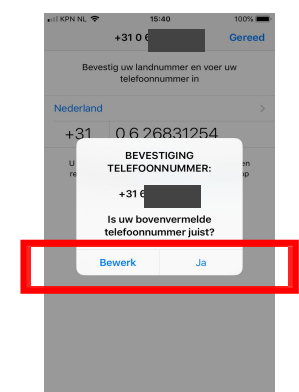 KPN NL 15:40 100%
+31 0 6 Gereed
Bevestig uw landnummer en voer uw
telefoonnummer in
Nederland
+31 0 6 26831254
BEVESTIGING
TELEFOONNUMMER:
+31 6
Is uw bovenvermelde
telefoonnummer juist?
Bewerk Ja